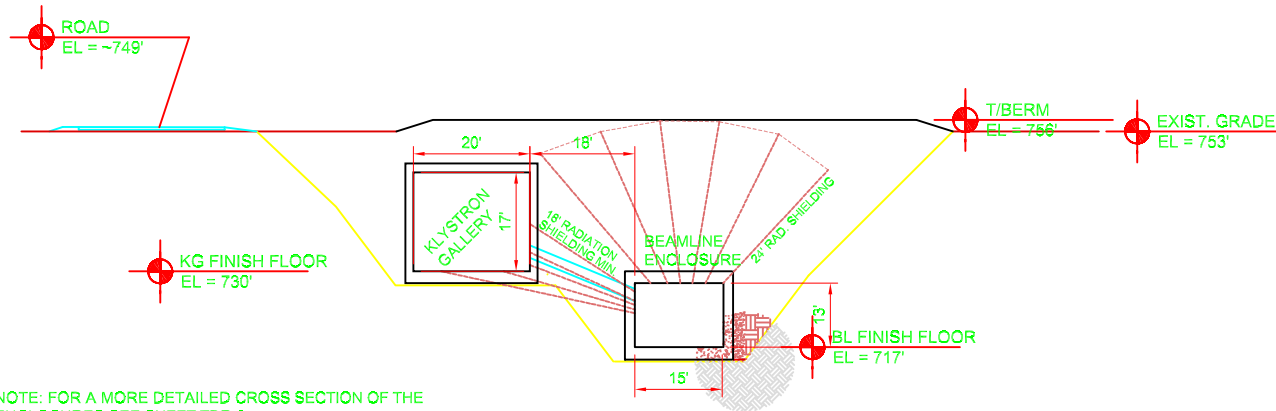 ROAD
EL = ~749'
T/BERM
EL = 756'
EXIST. GRADE
EL = 753'
20'
18'
KLYSTRON
GALLERY
17'
16' RADIATION
SHIELDING MIN
BEAMLINE
ENCLOSURE
24' RAD. SHIELDING
KG FINISH FLOOR
EL = 730'
13'
BL FINISH FLOOR
EL = 717'
15'
NOTE: FOR A MORE DETAILED CROSS SECTION OF THE